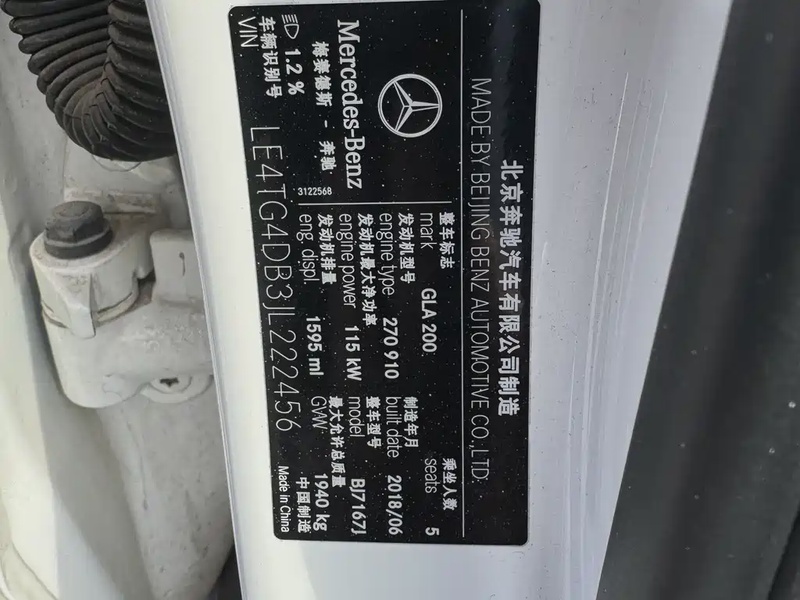 北京奔驰汽车有限公司制造
MADE BY BEIJING BENZ AUTOMOTIVE CO.,LTD.
Mercedes-Benz
梅赛德斯 - 奔驰
1.2 %
3122568
整车标志
mark GLA 200
乘坐人数
seats 5
发动机型号
engine type 270 910
制造年月
built date 2018/06
发动机最大净功率
engine power 115 kW
整车型号
model BJ7167J
发动机排量
eng. displ 1595 ml
最大允许总质量
GVW 1940 kg
车辆识别号
VIN LE4TG4DB3JL222456
中国制造
Made in China